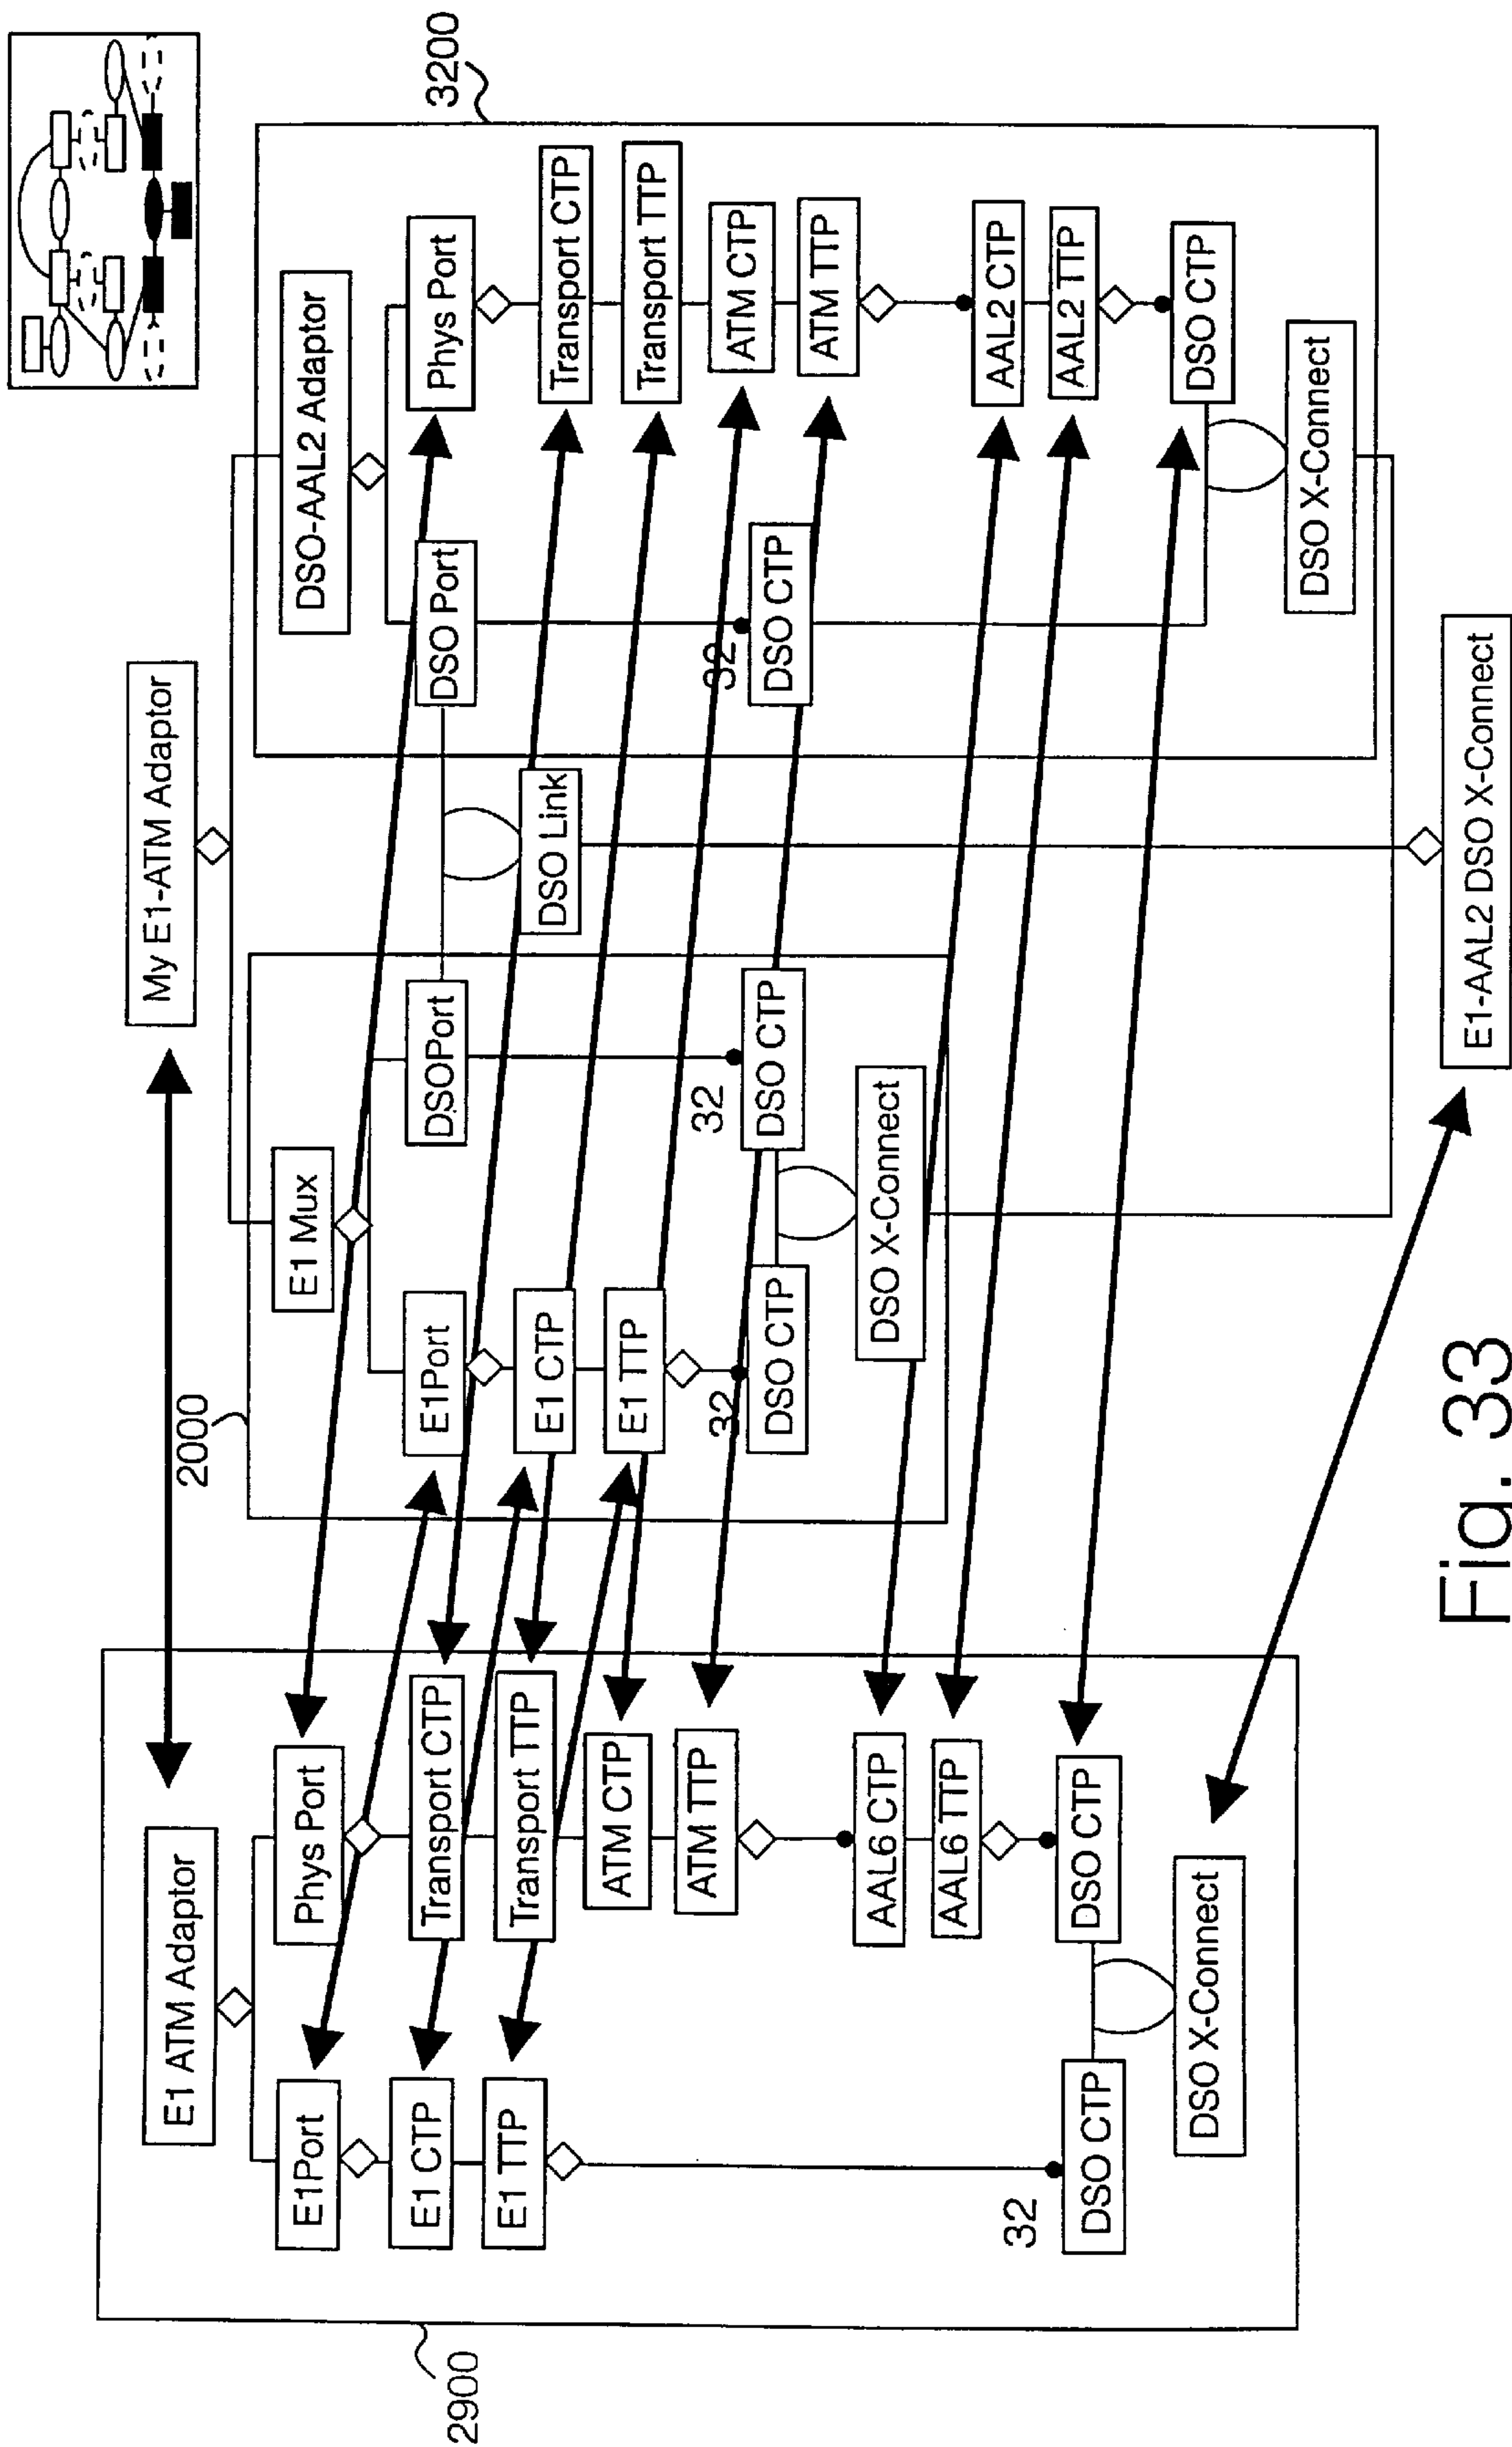 2900
E1 ATM Adaptor
E1Port
Phys Port
E1 CTP
Transport CTP
E1 TTP
Transport TTP
ATM CTP
ATM TTP
AAL6 CTP
AAL6 TTP
32
DSO CTP
DSO CTP
DSO X-Connect
My E1-ATM Adaptor
2000
E1 Mux
E1Port
DSOPort
E1 CTP
E1 TTP
32
32
DSO CTP
DSO CTP
DSO X-Connect
DSO Link
3200
DSO-AAL2 Adaptor
DSO Port
Phys Port
Transport CTP
Transport TTP
ATM CTP
32
DSO CTP
ATM TTP
AAL2 CTP
AAL2 TTP
DSO CTP
DSO X-Connect
E1-AAL2 DSO X-Connect
Fig. 33